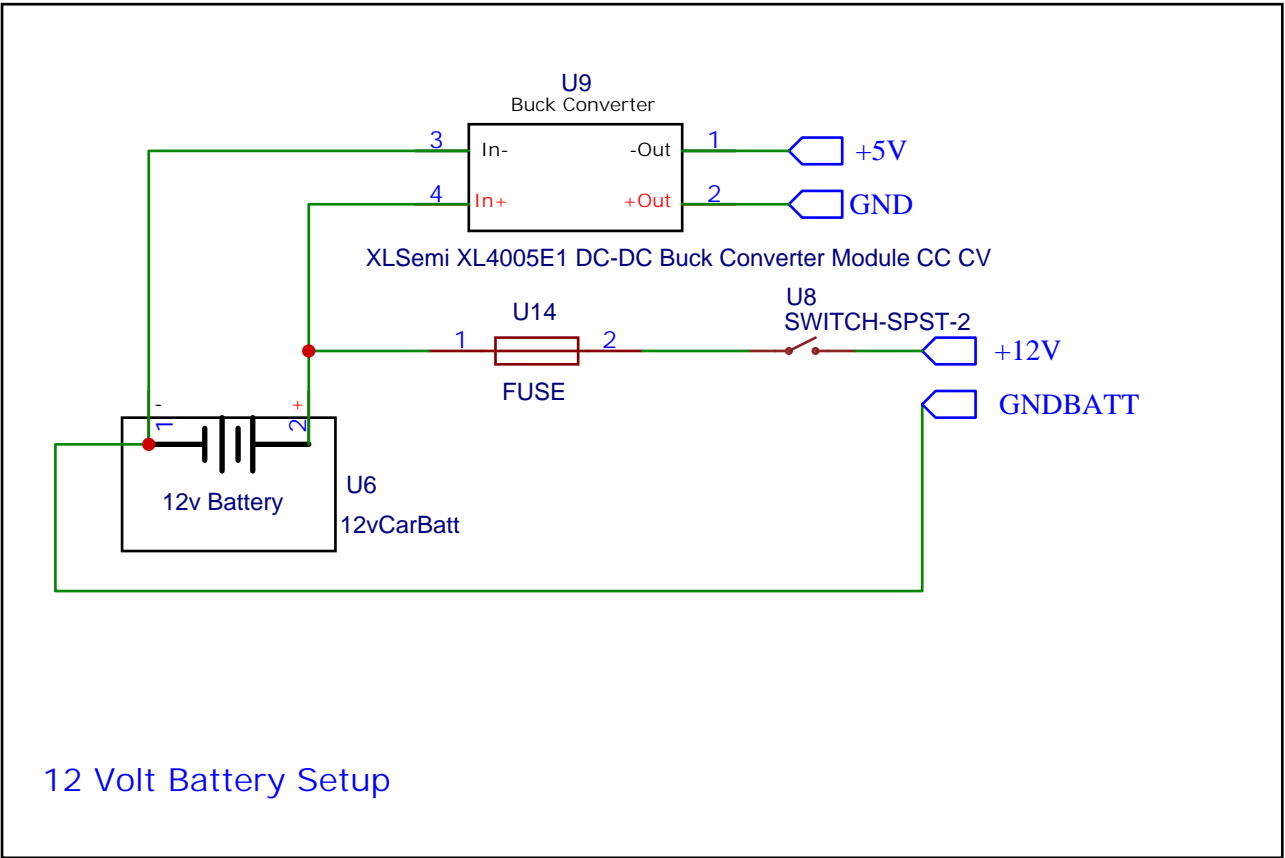 U9
Buck Converter
3 In- -Out 1 +5V
4 In+ +Out 2 GND
XLSemi XL4005E1 DC-DC Buck Converter Module CC CV
U14
U8
SWITCH-SPST-2
1 2 +12V
FUSE
GNDBATT
- +
1 2
12v Battery
U6
12vCarBatt
12 Volt Battery Setup